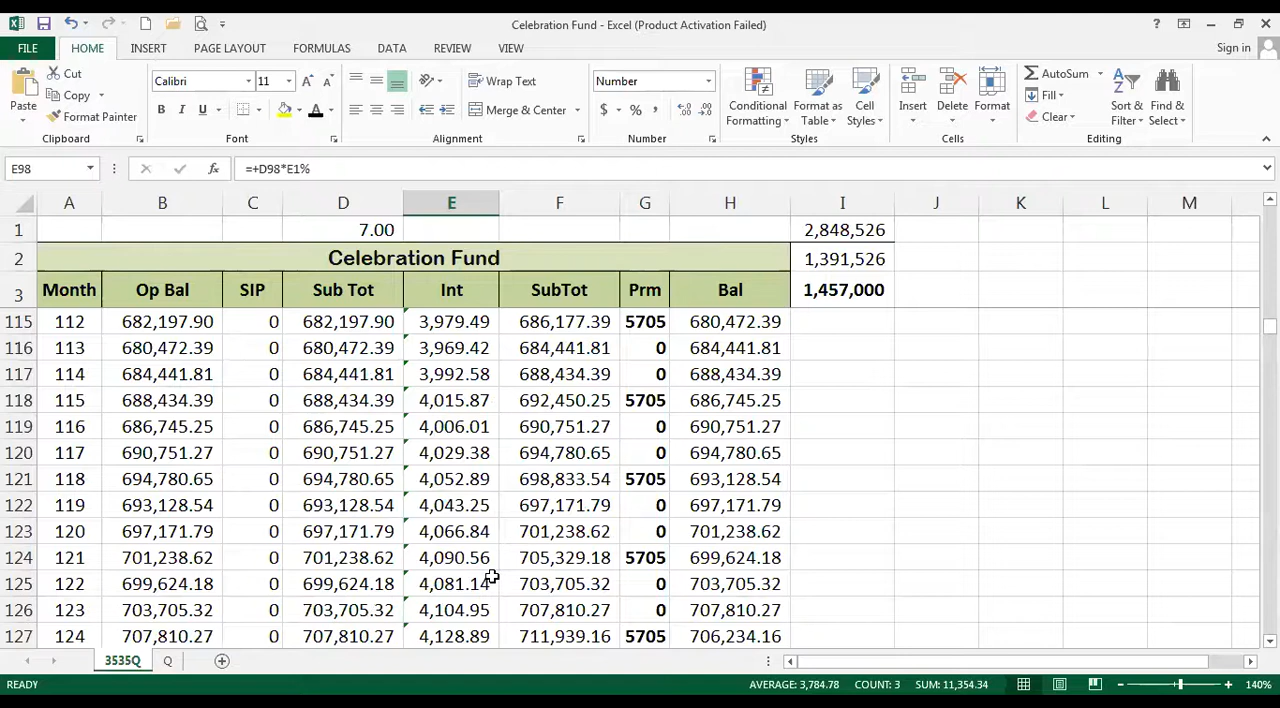 Celebration Fund - Excel (Product Activation Failed)
FILE HOME INSERT PAGE LAYOUT FORMULAS DATA REVIEW VIEW Sign in
Cut
Copy
Format Painter
Paste
Calibri 11
B I U A
Wrap Text
Merge & Center
Number
$ % ,
Conditional Formatting
Format as Table
Cell Styles
Insert Delete Format
AutoSum
Fill
Clear
Sort & Filter
Find & Select
Clipboard Font Alignment Number Styles Cells Editing
E98 fx =+D98*E1%
A B C D E F G H I J K L M
1 7.00 2,848,526
2 Celebration Fund 1,391,526
3 Month Op Bal SIP Sub Tot Int SubTot Prm Bal 1,457,000
115 112 682,197.90 0 682,197.90 3,979.49 686,177.39 5705 680,472.39
116 113 680,472.39 0 680,472.39 3,969.42 684,441.81 0 684,441.81
117 114 684,441.81 0 684,441.81 3,992.58 688,434.39 0 688,434.39
118 115 688,434.39 0 688,434.39 4,015.87 692,450.25 5705 686,745.25
119 116 686,745.25 0 686,745.25 4,006.01 690,751.27 0 690,751.27
120 117 690,751.27 0 690,751.27 4,029.38 694,780.65 0 694,780.65
121 118 694,780.65 0 694,780.65 4,052.89 698,833.54 5705 693,128.54
122 119 693,128.54 0 693,128.54 4,043.25 697,171.79 0 697,171.79
123 120 697,171.79 0 697,171.79 4,066.84 701,238.62 0 701,238.62
124 121 701,238.62 0 701,238.62 4,090.56 705,329.18 5705 699,624.18
125 122 699,624.18 0 699,624.18 4,081.14 703,705.32 0 703,705.32
126 123 703,705.32 0 703,705.32 4,104.95 707,810.27 0 707,810.27
127 124 707,810.27 0 707,810.27 4,128.89 711,939.16 5705 706,234.16
3535Q Q
READY AVERAGE: 3,784.78 COUNT: 3 SUM: 11,354.34 140%